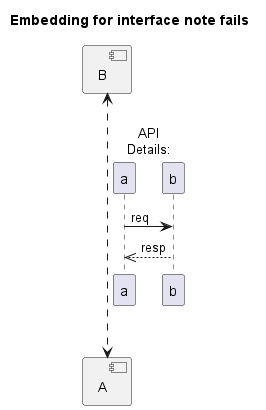 Embedding for interface note fails
B
API
Details:
a b
req
resp
a b
A